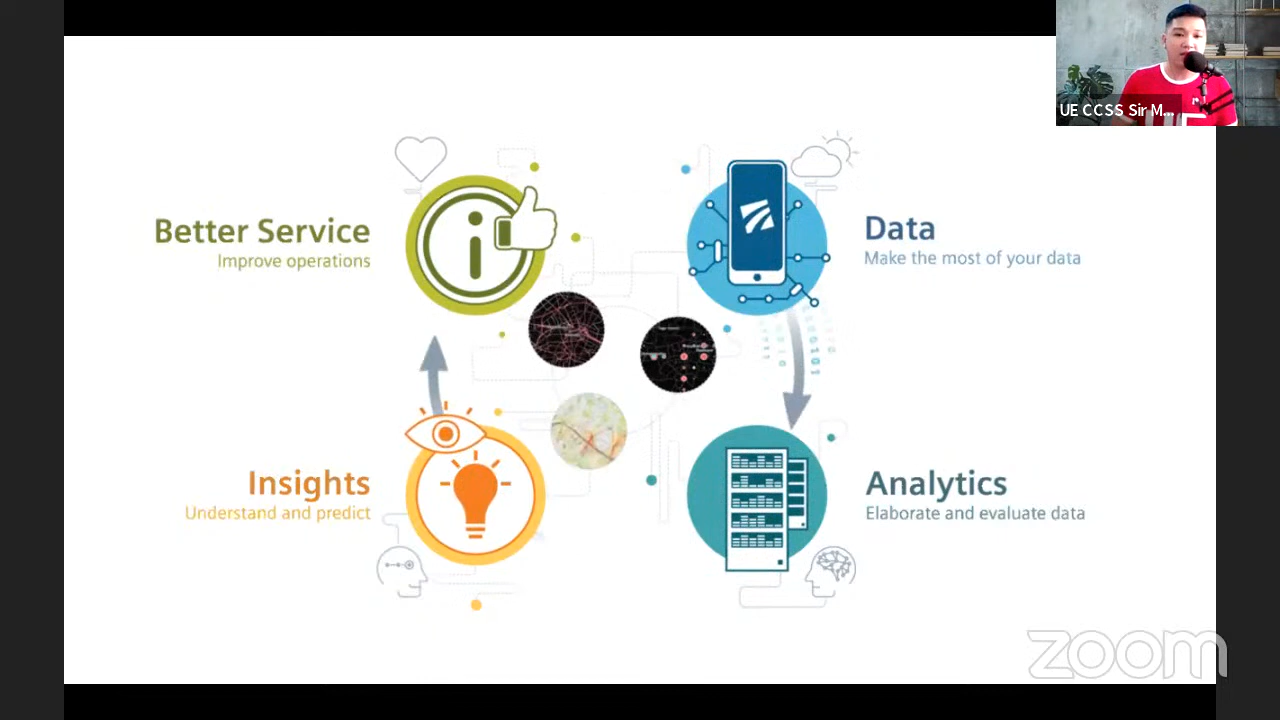 UE CCSS Sir M...
Better Service
Improve operations
Data
Make the most of your data
Insights
Understand and predict
Analytics
Elaborate and evaluate data
zoom